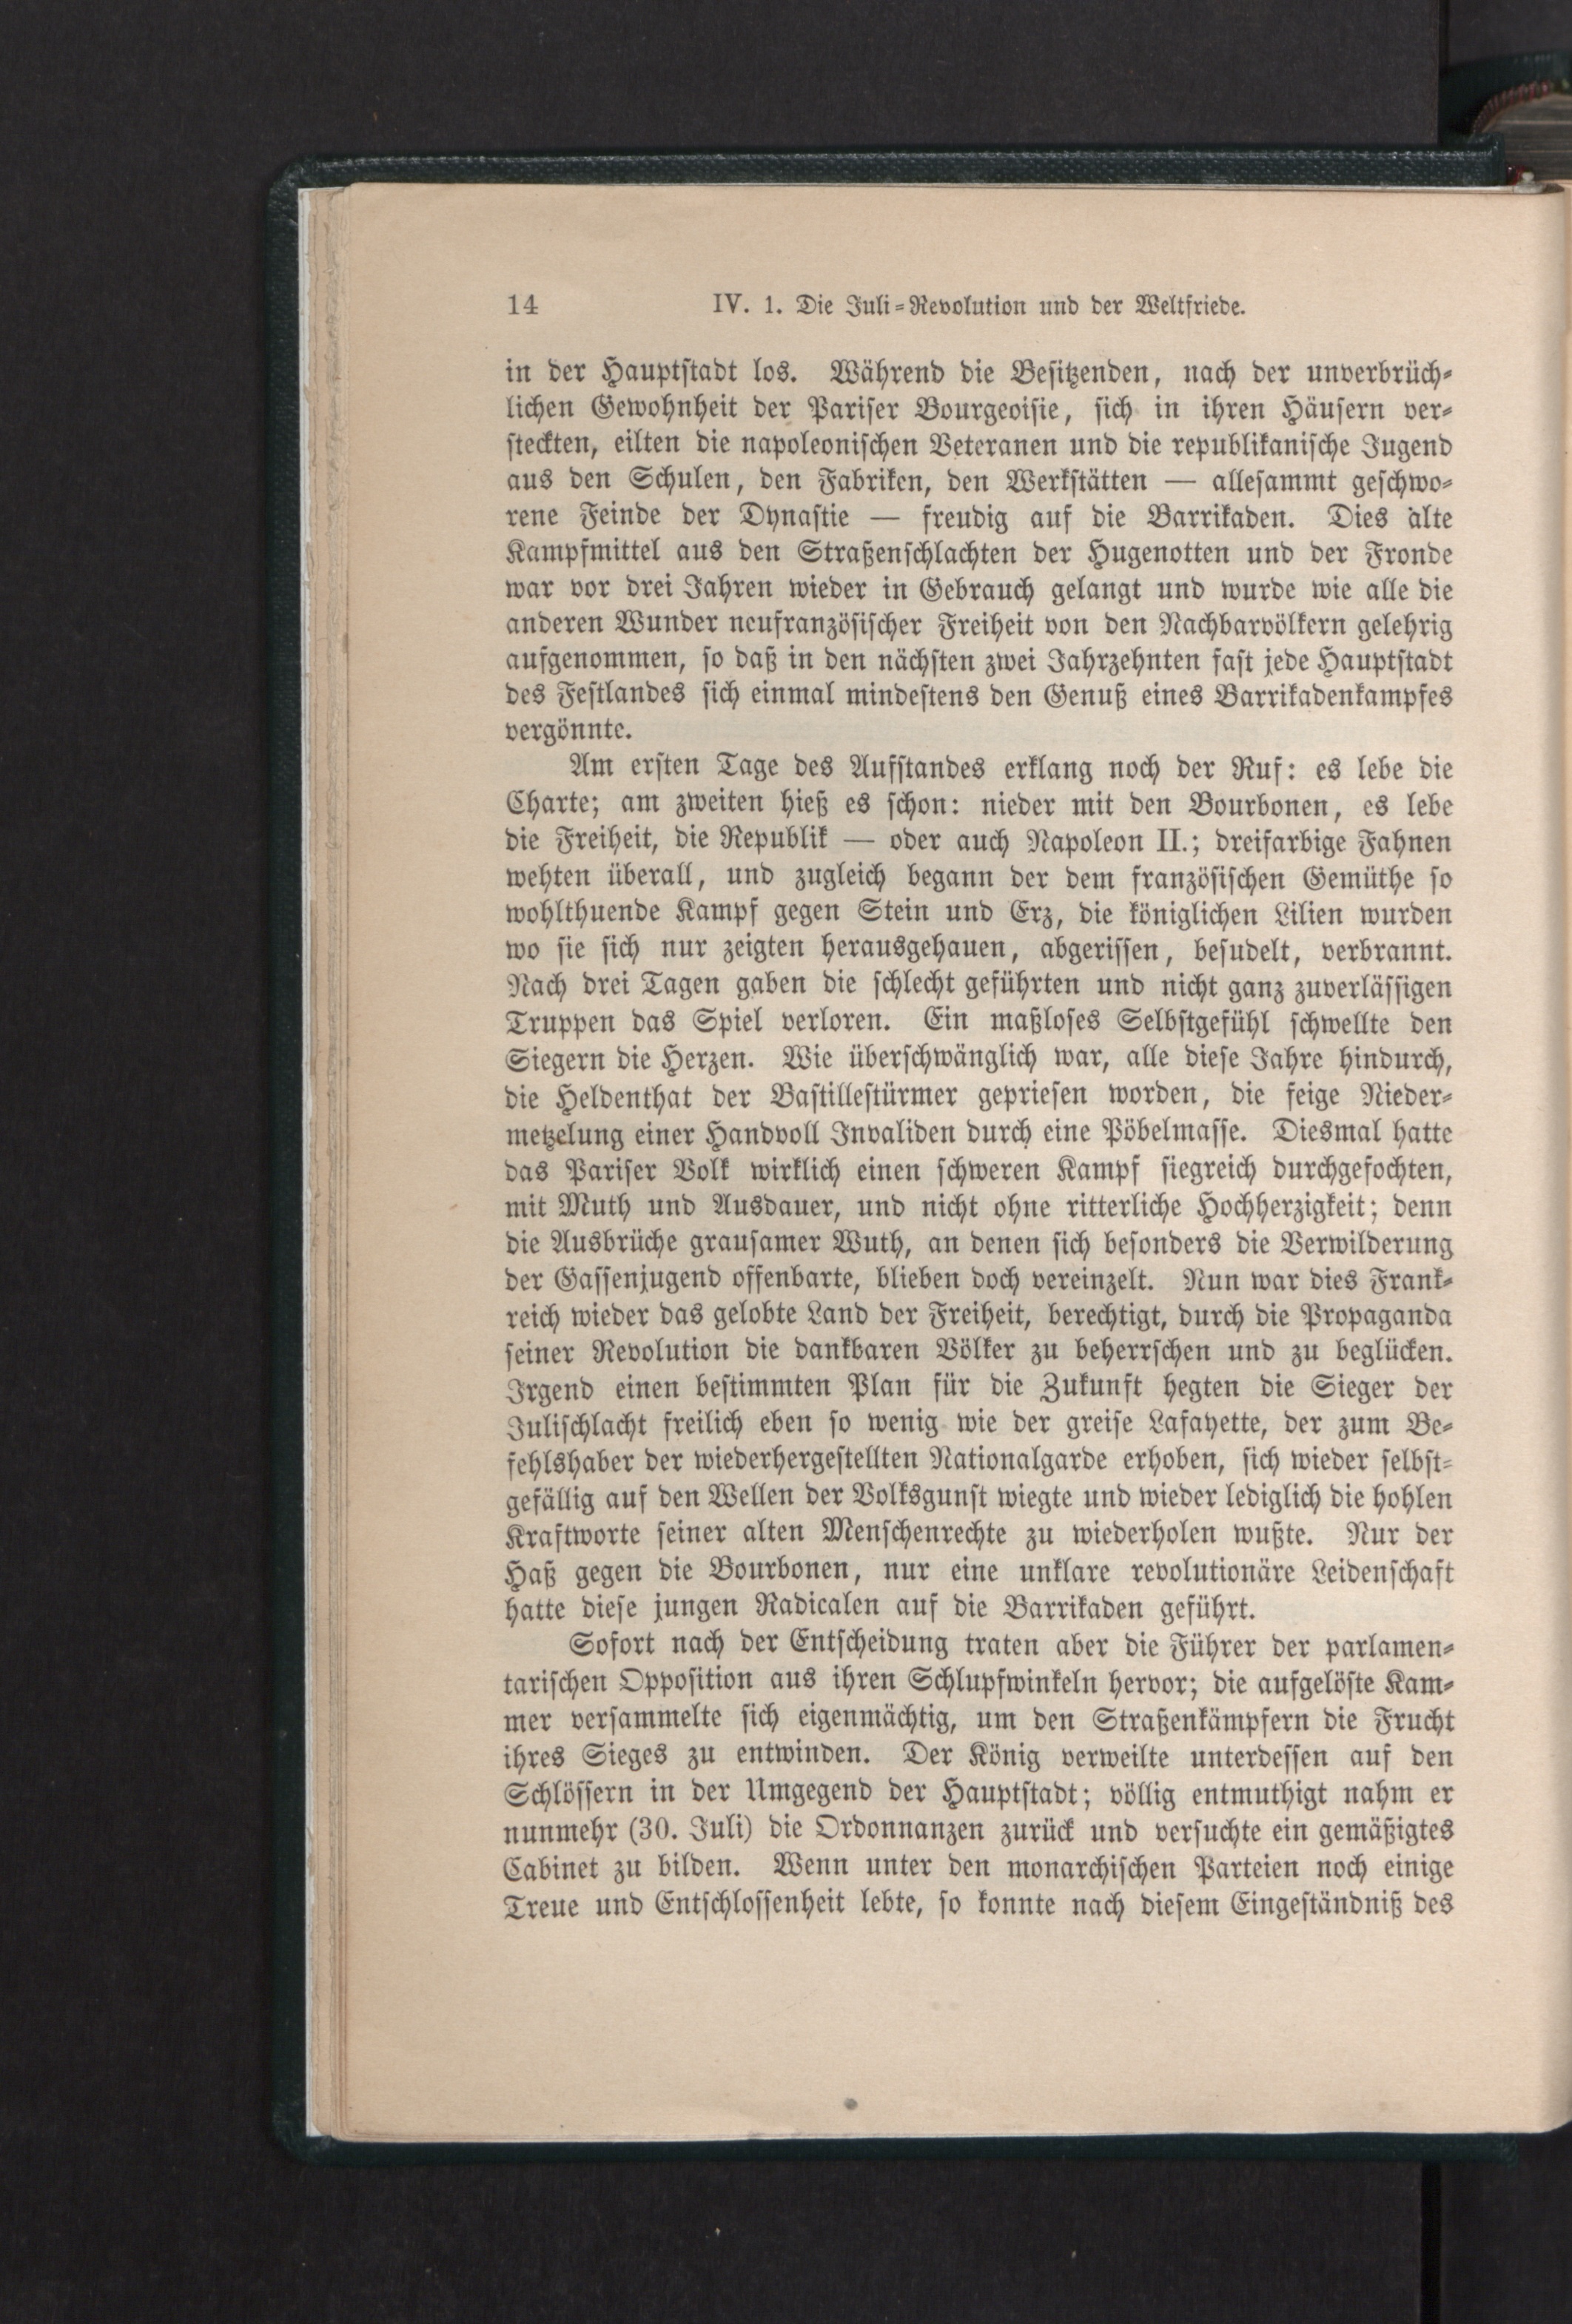 14 IV. 1. Die Juli-Revolution und der Weltfriede.
in der Hauptstadt los. Während die Besitzenden, nach der unverbrüch-
lichen Gewohnheit der Pariser Bourgeoisie, sich in ihren Häusern ver-
steckten, eilten die napoleonischen Veteranen und die republikanische Jugend
aus den Schulen, den Fabriken, den Werkstätten — allesammt geschwo-
rene Feinde der Dynastie — freudig auf die Barrikaden. Dies alte
Kampfmittel aus den Straßenschlachten der Hugenotten und der Fronde
war vor drei Jahren wieder in Gebrauch gelangt und wurde wie alle die
anderen Wunder neufranzösischer Freiheit von den Nachbarvölkern gelehrig
aufgenommen, so daß in den nächsten zwei Jahrzehnten fast jede Hauptstadt
des Festlandes sich einmal mindestens den Genuß eines Barrikadenkampfes
vergönnte.
Am ersten Tage des Aufstandes erklang noch der Ruf: es lebe die
Charte; am zweiten hieß es schon: nieder mit den Bourbonen, es lebe
die Freiheit, die Republik — oder auch Napoleon II.; dreifarbige Fahnen
wehten überall, und zugleich begann der dem französischen Gemüthe so
wohlthuende Kampf gegen Stein und Erz, die königlichen Lilien wurden
wo sie sich nur zeigten herausgehauen, abgerissen, besudelt, verbrannt.
Nach drei Tagen gaben die schlecht geführten und nicht ganz zuverlässigen
Truppen das Spiel verloren. Ein maßloses Selbstgefühl schwellte den
Siegern die Herzen. Wie überschwänglich war, alle diese Jahre hindurch,
die Heldenthat der Bastillestürmer gepriesen worden, die feige Nieder-
metzelung einer Handvoll Invaliden durch eine Pöbelmasse. Diesmal hatte
das Pariser Volk wirklich einen schweren Kampf siegreich durchgefochten,
mit Muth und Ausdauer, und nicht ohne ritterliche Hochherzigkeit; denn
die Ausbrüche grausamer Wuth, an denen sich besonders die Verwilderung
der Gassenjugend offenbarte, blieben doch vereinzelt. Nun war dies Frank-
reich wieder das gelobte Land der Freiheit, berechtigt, durch die Propaganda
seiner Revolution die dankbaren Völker zu beherrschen und zu beglücken.
Irgend einen bestimmten Plan für die Zukunft hegten die Sieger der
Julischlacht freilich eben so wenig wie der greise Lafayette, der zum Be-
fehlshaber der wiederhergestellten Nationalgarde erhoben, sich wieder selbst-
gefällig auf den Wellen der Volksgunst wiegte und wieder lediglich die hohlen
Kraftworte seiner alten Menschenrechte zu wiederholen wußte. Nur der
Haß gegen die Bourbonen, nur eine unklare revolutionäre Leidenschaft
hatte diese jungen Radicalen auf die Barrikaden geführt.
Sofort nach der Entscheidung traten aber die Führer der parlamen-
tarischen Opposition aus ihren Schlupfwinkeln hervor; die aufgelöste Kam-
mer versammelte sich eigenmächtig, um den Straßenkämpfern die Frucht
ihres Sieges zu entwinden. Der König verweilte unterdessen auf den
Schlössern in der Umgegend der Hauptstadt; völlig entmuthigt nahm er
nunmehr (30. Juli) die Ordonnanzen zurück und versuchte ein gemäßigtes
Cabinet zu bilden. Wenn unter den monarchischen Parteien noch einige
Treue und Entschlossenheit lebte, so konnte nach diesem Eingeständniß des